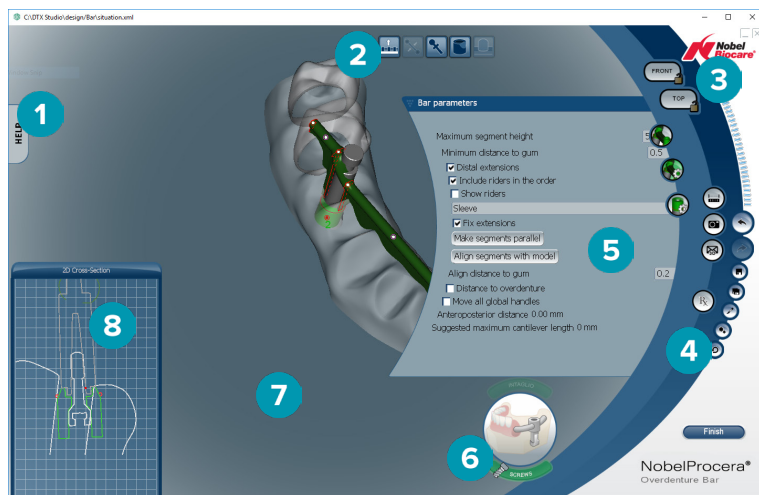 C:\DTX Studio\design/Bar\situation.xml
Nobel
Biocare™
2
FRONT
3
TOP
1
HELP
Bar parameters
Maximum segment height 5
Minimum distance to gum 0.5
Distal extensions
Include riders in the order
Show riders
Sleeve
Fix extensions
Make segments parallel
5
Align segments with model
Align distance to gum 0.2
Distance to overdenture
Move all global handles
Anteroposterior distance 0.00 mm
Suggested maximum cantilever length 0 mm
2D Cross-Section
8
Rx
4
7
6
SCREWS
Finish
NobelProcera®
Overdenture Bar